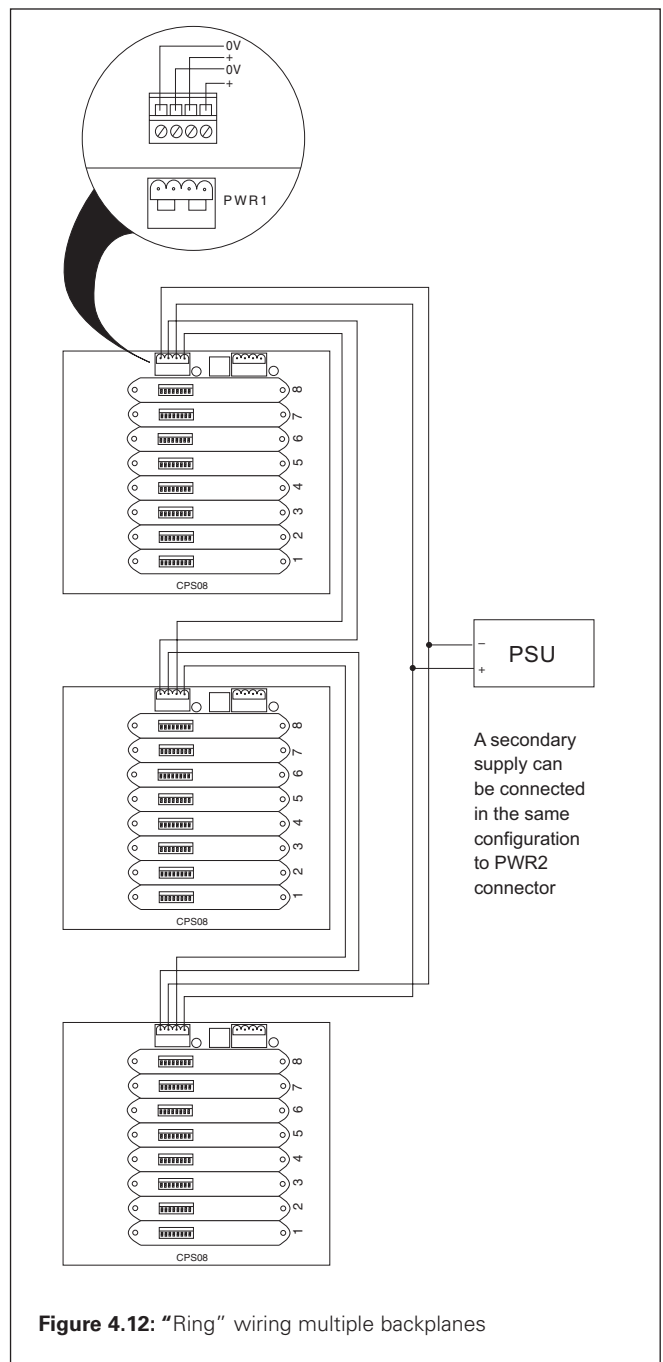 0V
+
0V
+
PWR1
8
7
6
5
4
3
2
1
CPS08
8
7
6
5
4
3
2
1
CPS08
8
7
6
5
4
3
2
1
CPS08
–
PSU
+
A secondary
supply can
be connected
in the same
configuration
to PWR2
connector
Figure 4.12: "Ring" wiring multiple backplanes